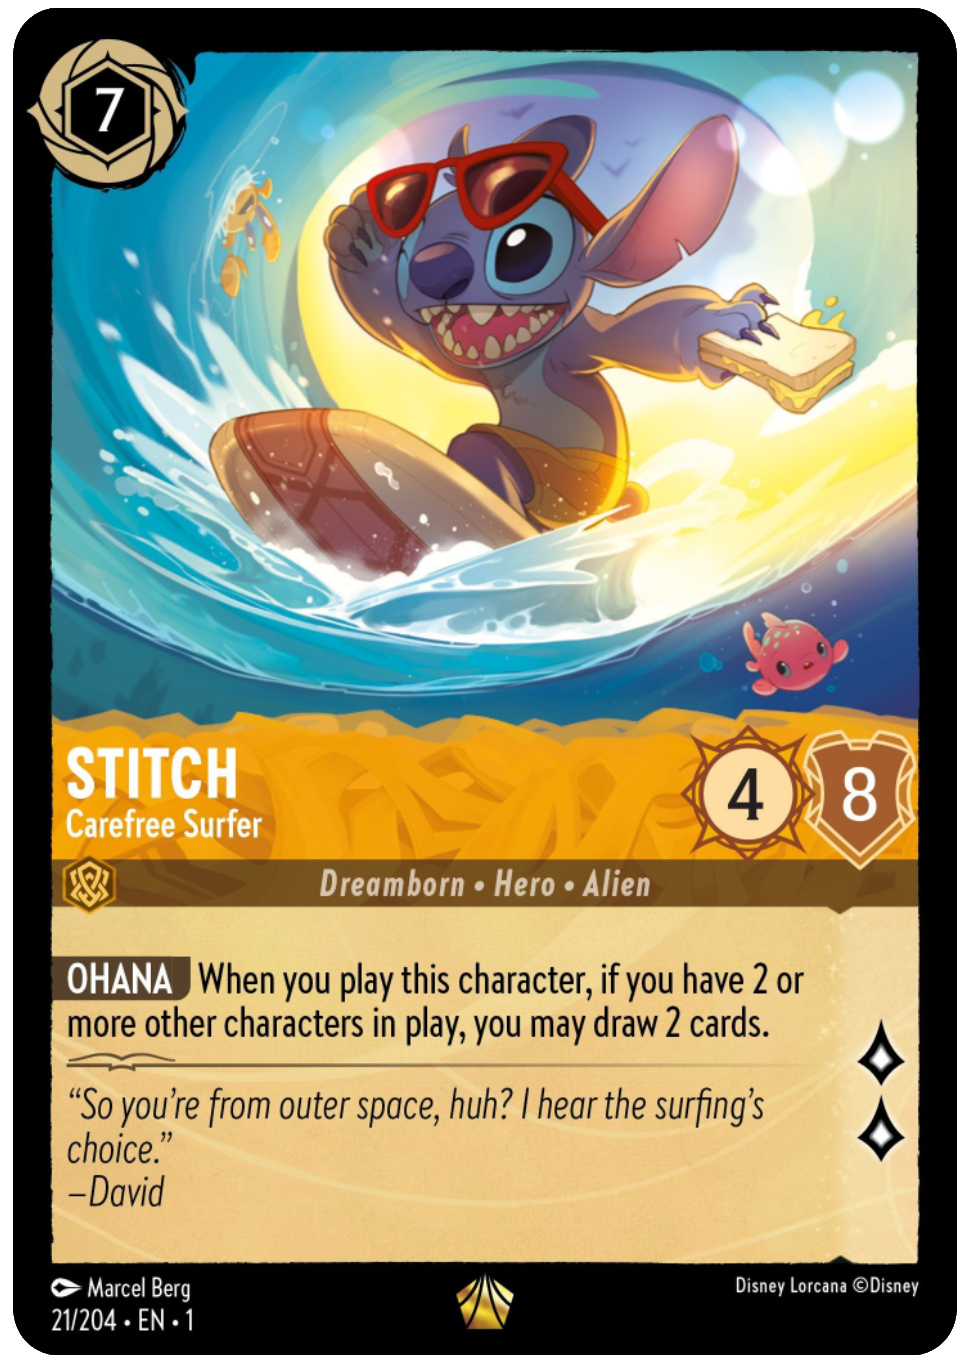 7
STITCH
Carefree Surfer
4
8
Dreamborn • Hero • Alien
OHANA When you play this character, if you have 2 or
more other characters in play, you may draw 2 cards.
“So you’re from outer space, huh? I hear the surfing’s
choice.”
–David
Marcel Berg
Disney Lorcana ©Disney
21/204 • EN • 1